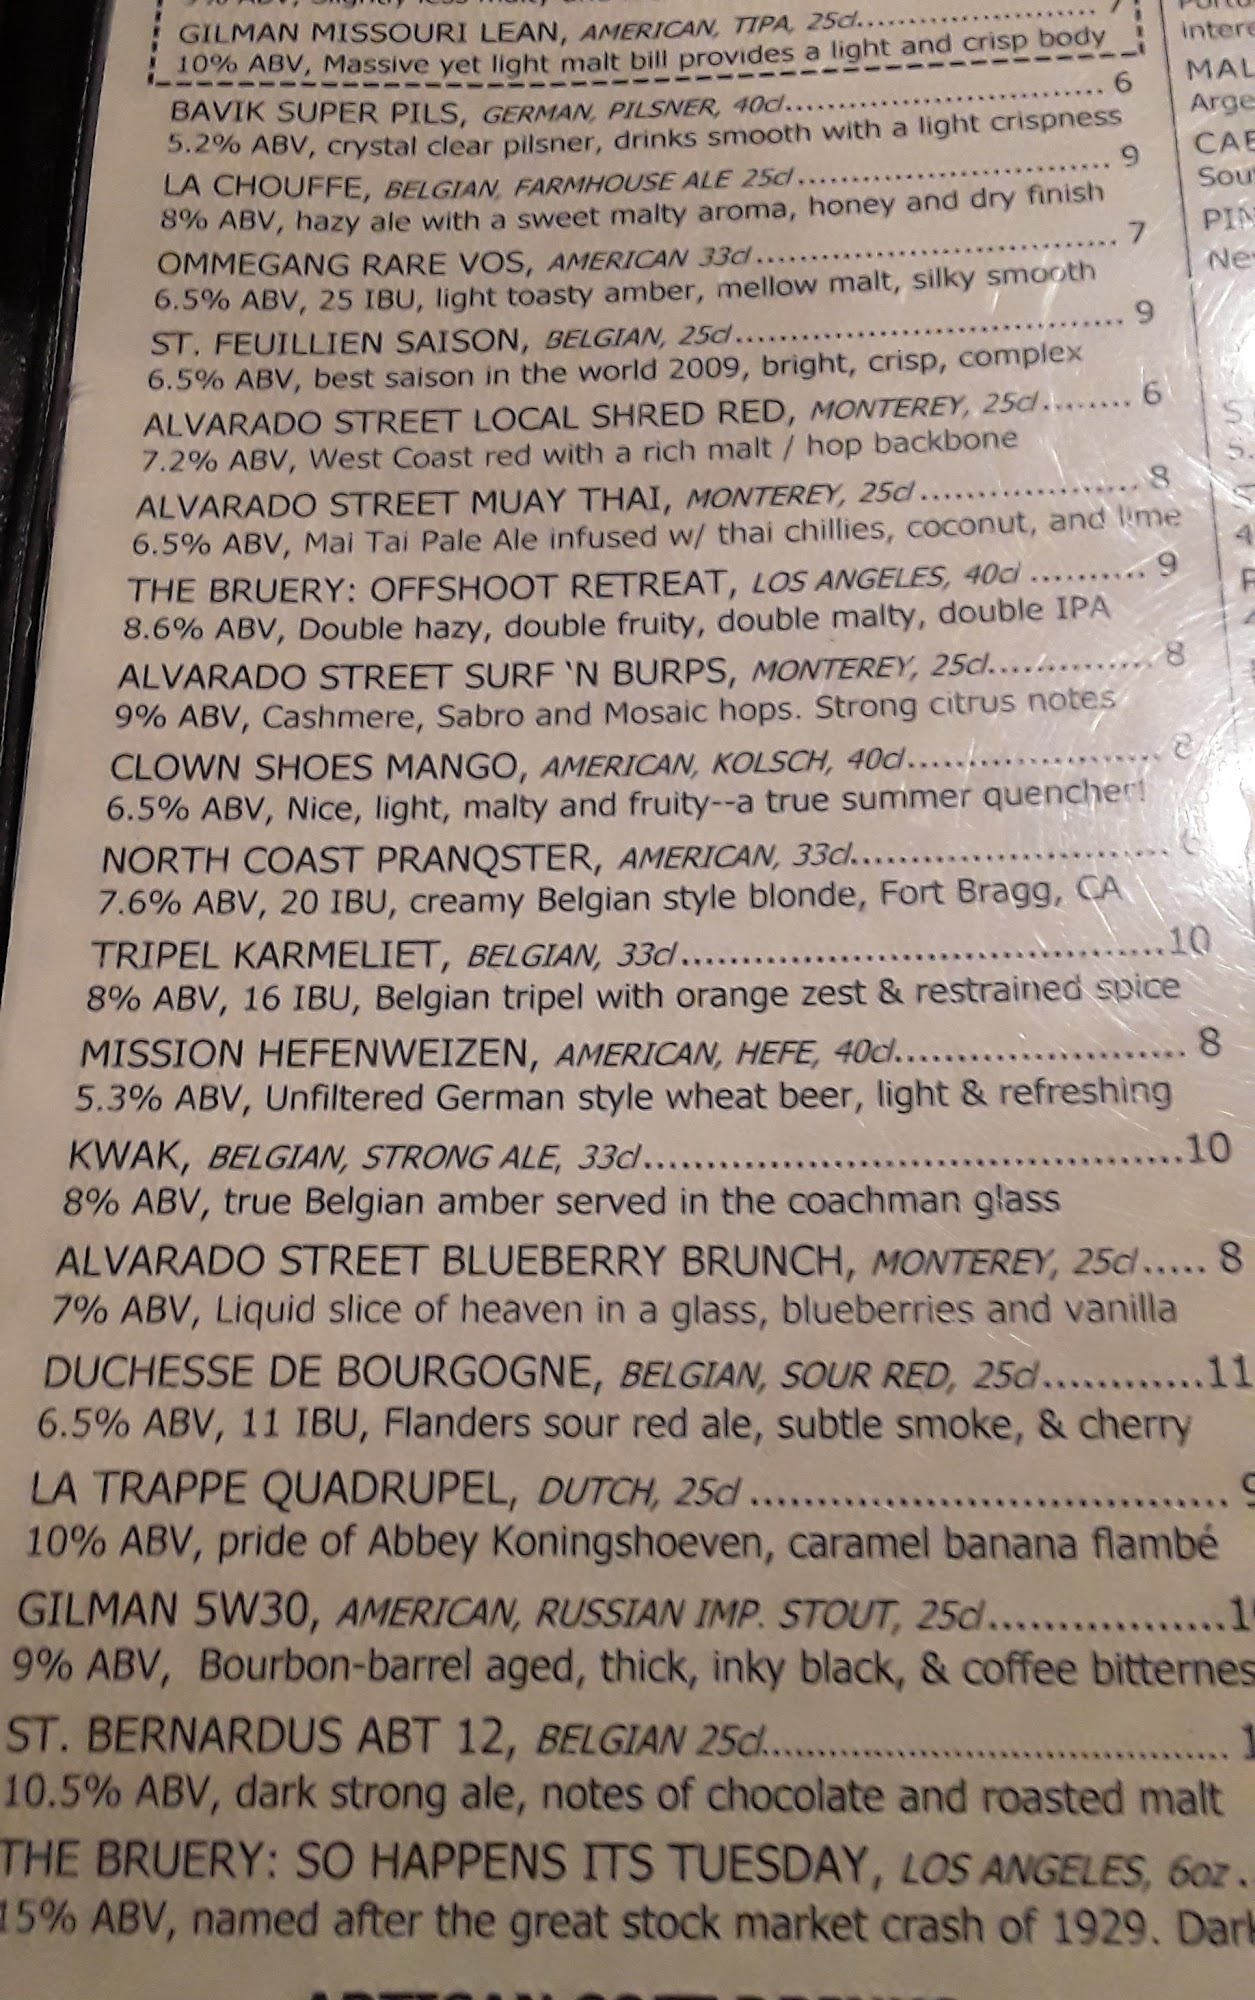 GILMAN MISSOURI LEAN, AMERICAN, TIPA, 25cl..............................7
10% ABV, Massive yet light malt bill provides a light and crisp body
BAVIK SUPER PILS, GERMAN, PILSNER, 40cl.................................. 6
5.2% ABV, crystal clear pilsner, drinks smooth with a light crispness
LA CHOUFFE, BELGIAN, FARMHOUSE ALE 25cl................................ 9
8% ABV, hazy ale with a sweet malty aroma, honey and dry finish
OMMEGANG RARE VOS, AMERICAN 33cl..................................... 7
6.5% ABV, 25 IBU, light toasty amber, mellow malt, silky smooth
ST. FEUILLIEN SAISON, BELGIAN, 25cl....................................... 9
6.5% ABV, best saison in the world 2009, bright, crisp, complex
ALVARADO STREET LOCAL SHRED RED, MONTEREY, 25cl........ 6
7.2% ABV, West Coast red with a rich malt / hop backbone
ALVARADO STREET MUAY THAI, MONTEREY, 25cl ................... 8
6.5% ABV, Mai Tai Pale Ale infused w/ thai chillies, coconut, and lime
THE BRUERY: OFFSHOOT RETREAT, LOS ANGELES, 40cl .......... 9
8.6% ABV, Double hazy, double fruity, double malty, double IPA
ALVARADO STREET SURF ‘N BURPS, MONTEREY, 25cl.............. 8
9% ABV, Cashmere, Sabro and Mosaic hops. Strong citrus notes
CLOWN SHOES MANGO, AMERICAN, KOLSCH, 40cl..................... 8
6.5% ABV, Nice, light, malty and fruity--a true summer quencher!
NORTH COAST PRANQSTER, AMERICAN, 33cl...........................
7.6% ABV, 20 IBU, creamy Belgian style blonde, Fort Bragg, CA
TRIPEL KARMELIET, BELGIAN, 33cl.......................................10
8% ABV, 16 IBU, Belgian tripel with orange zest & restrained spice
MISSION HEFENWEIZEN, AMERICAN, HEFE, 40cl....................... 8
5.3% ABV, Unfiltered German style wheat beer, light & refreshing
KWAK, BELGIAN, STRONG ALE, 33cl.......................................10
8% ABV, true Belgian amber served in the coachman glass
ALVARADO STREET BLUEBERRY BRUNCH, MONTEREY, 25cl..... 8
7% ABV, Liquid slice of heaven in a glass, blueberries and vanilla
DUCHESSE DE BOURGOGNE, BELGIAN, SOUR RED, 25cl............11
6.5% ABV, 11 IBU, Flanders sour red ale, subtle smoke, & cherry
LA TRAPPE QUADRUPEL, DUTCH, 25cl .................................. 9
10% ABV, pride of Abbey Koningshoeven, caramel banana flambé
GILMAN 5W30, AMERICAN, RUSSIAN IMP. STOUT, 25cl.................
9% ABV, Bourbon-barrel aged, thick, inky black, & coffee bitternes
ST. BERNARDUS ABT 12, BELGIAN 25cl....................................
10.5% ABV, dark strong ale, notes of chocolate and roasted malt
THE BRUERY: SO HAPPENS ITS TUESDAY, LOS ANGELES, 6oz .
15% ABV, named after the great stock market crash of 1929. Dark